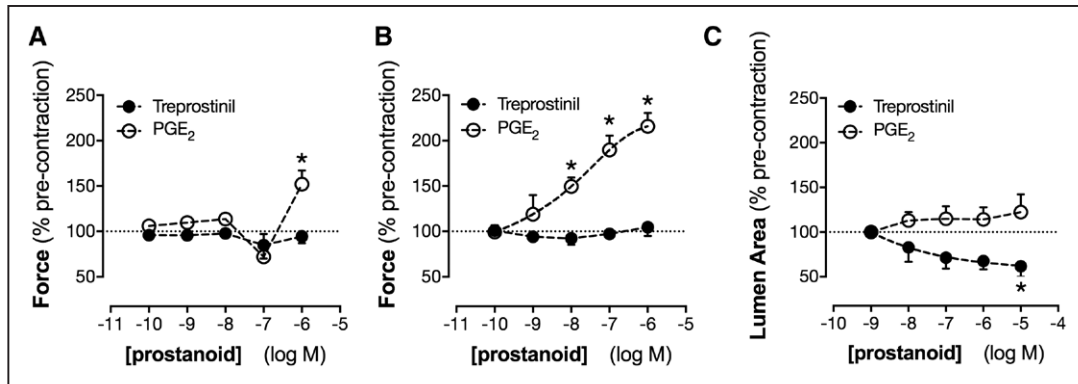 A
Force (% pre-contraction)
250
200
150
100
50
Treprostinil
PGE₂
*
-11 -10 -9 -8 -7 -6 -5
[prostanoid] (log M)
B
Force (% pre-contraction)
250
200
150
100
50
Treprostinil
PGE₂
* * *
-11 -10 -9 -8 -7 -6 -5
[prostanoid] (log M)
C
Lumen Area (% pre-contraction)
250
200
150
100
50
Treprostinil
PGE₂
*
-10 -9 -8 -7 -6 -5 -4
[prostanoid] (log M)